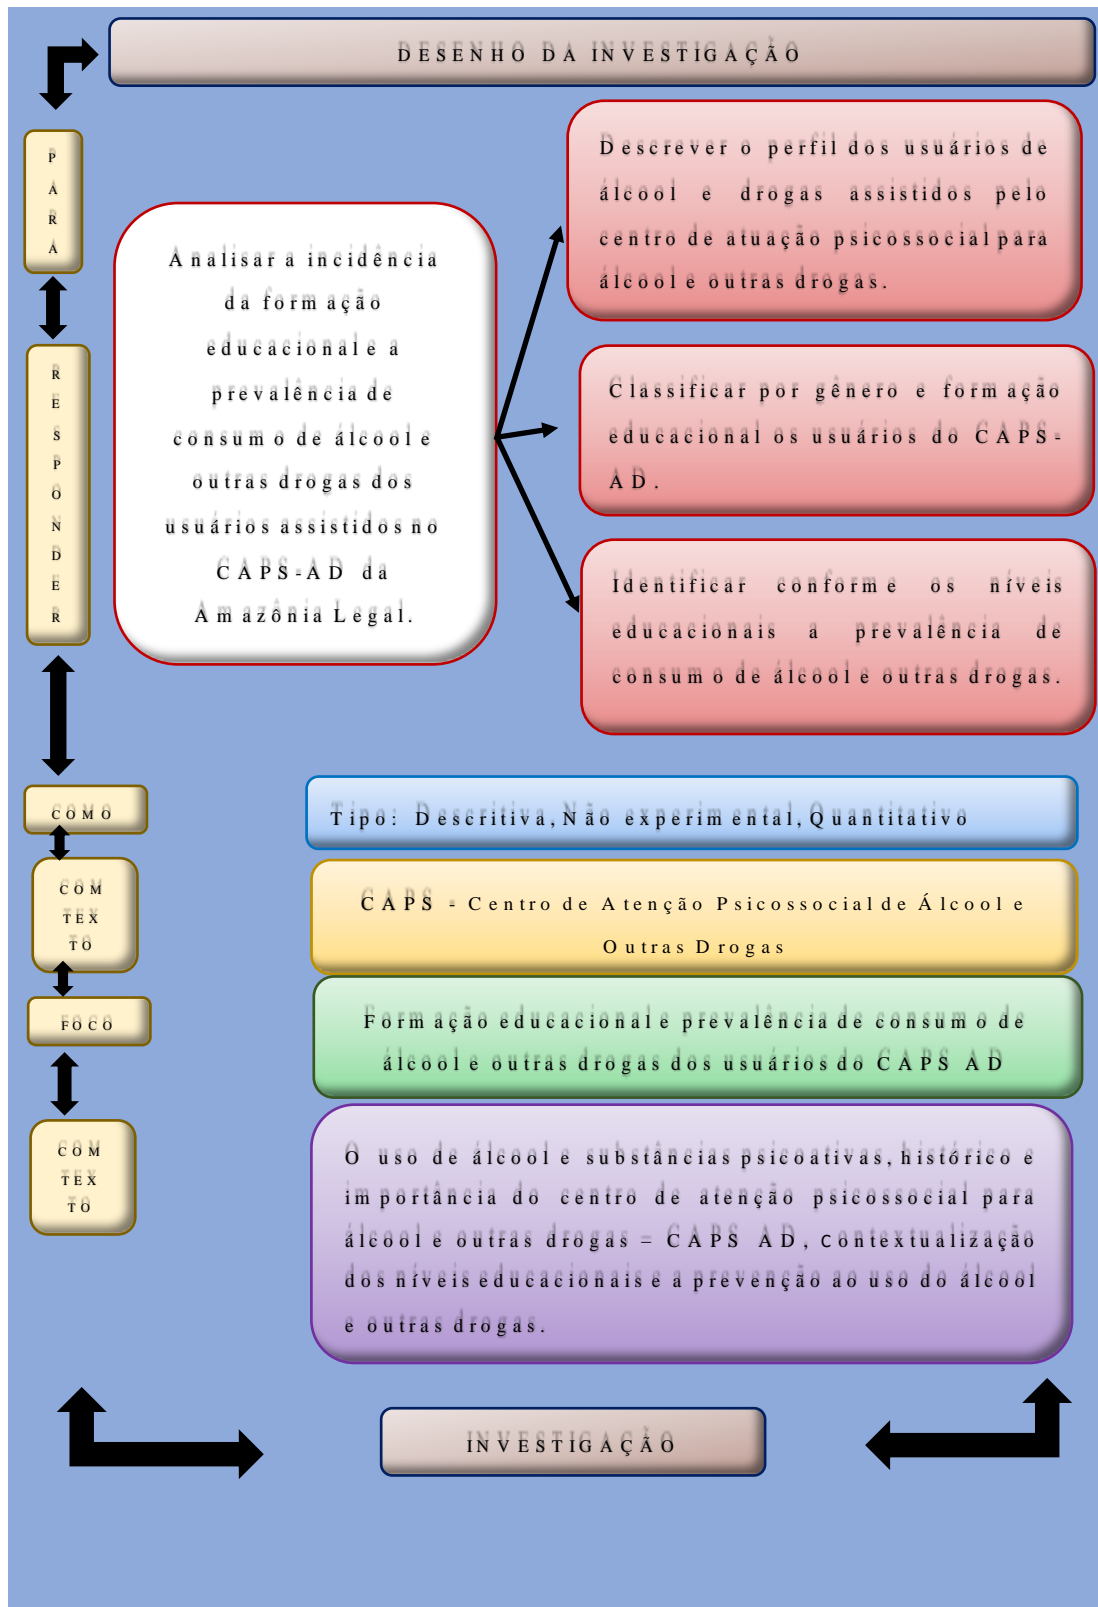 DESENHO DA INVESTIGAÇÃO
P
A
R
A
Descrever o perfil dos usuários de
álcool e drogas assistidos pelo
centro de atuação psicossocial para
álcool e outras drogas.
Analisar a incidência
da formação
educacional e a
prevalência de
consumo de álcool e
outras drogas dos
usuários assistidos no
CAPS-AD da
Amazônia Legal.
R
E
S
P
O
N
D
E
R
Classificar por gênero e formação
educacional os usuários do CAPS-
AD.
Identificar conforme os níveis
educacionais a prevalência de
consumo de álcool e outras drogas.
COMO
Tipo: Descritiva, Não experimental, Quantitativo
COM
TEX
TO
CAPS - Centro de Atenção Psicossocial de Álcool e
Outras Drogas
FOCO
Formação educacional e prevalência de consumo de
álcool e outras drogas dos usuários do CAPS AD
COM
TEX
TO
O uso de álcool e substâncias psicoativas, histórico e
importância do centro de atenção psicossocial para
álcool e outras drogas – CAPS AD, contextualização
dos níveis educacionais e a prevenção ao uso do álcool
e outras drogas.
INVESTIGAÇÃO